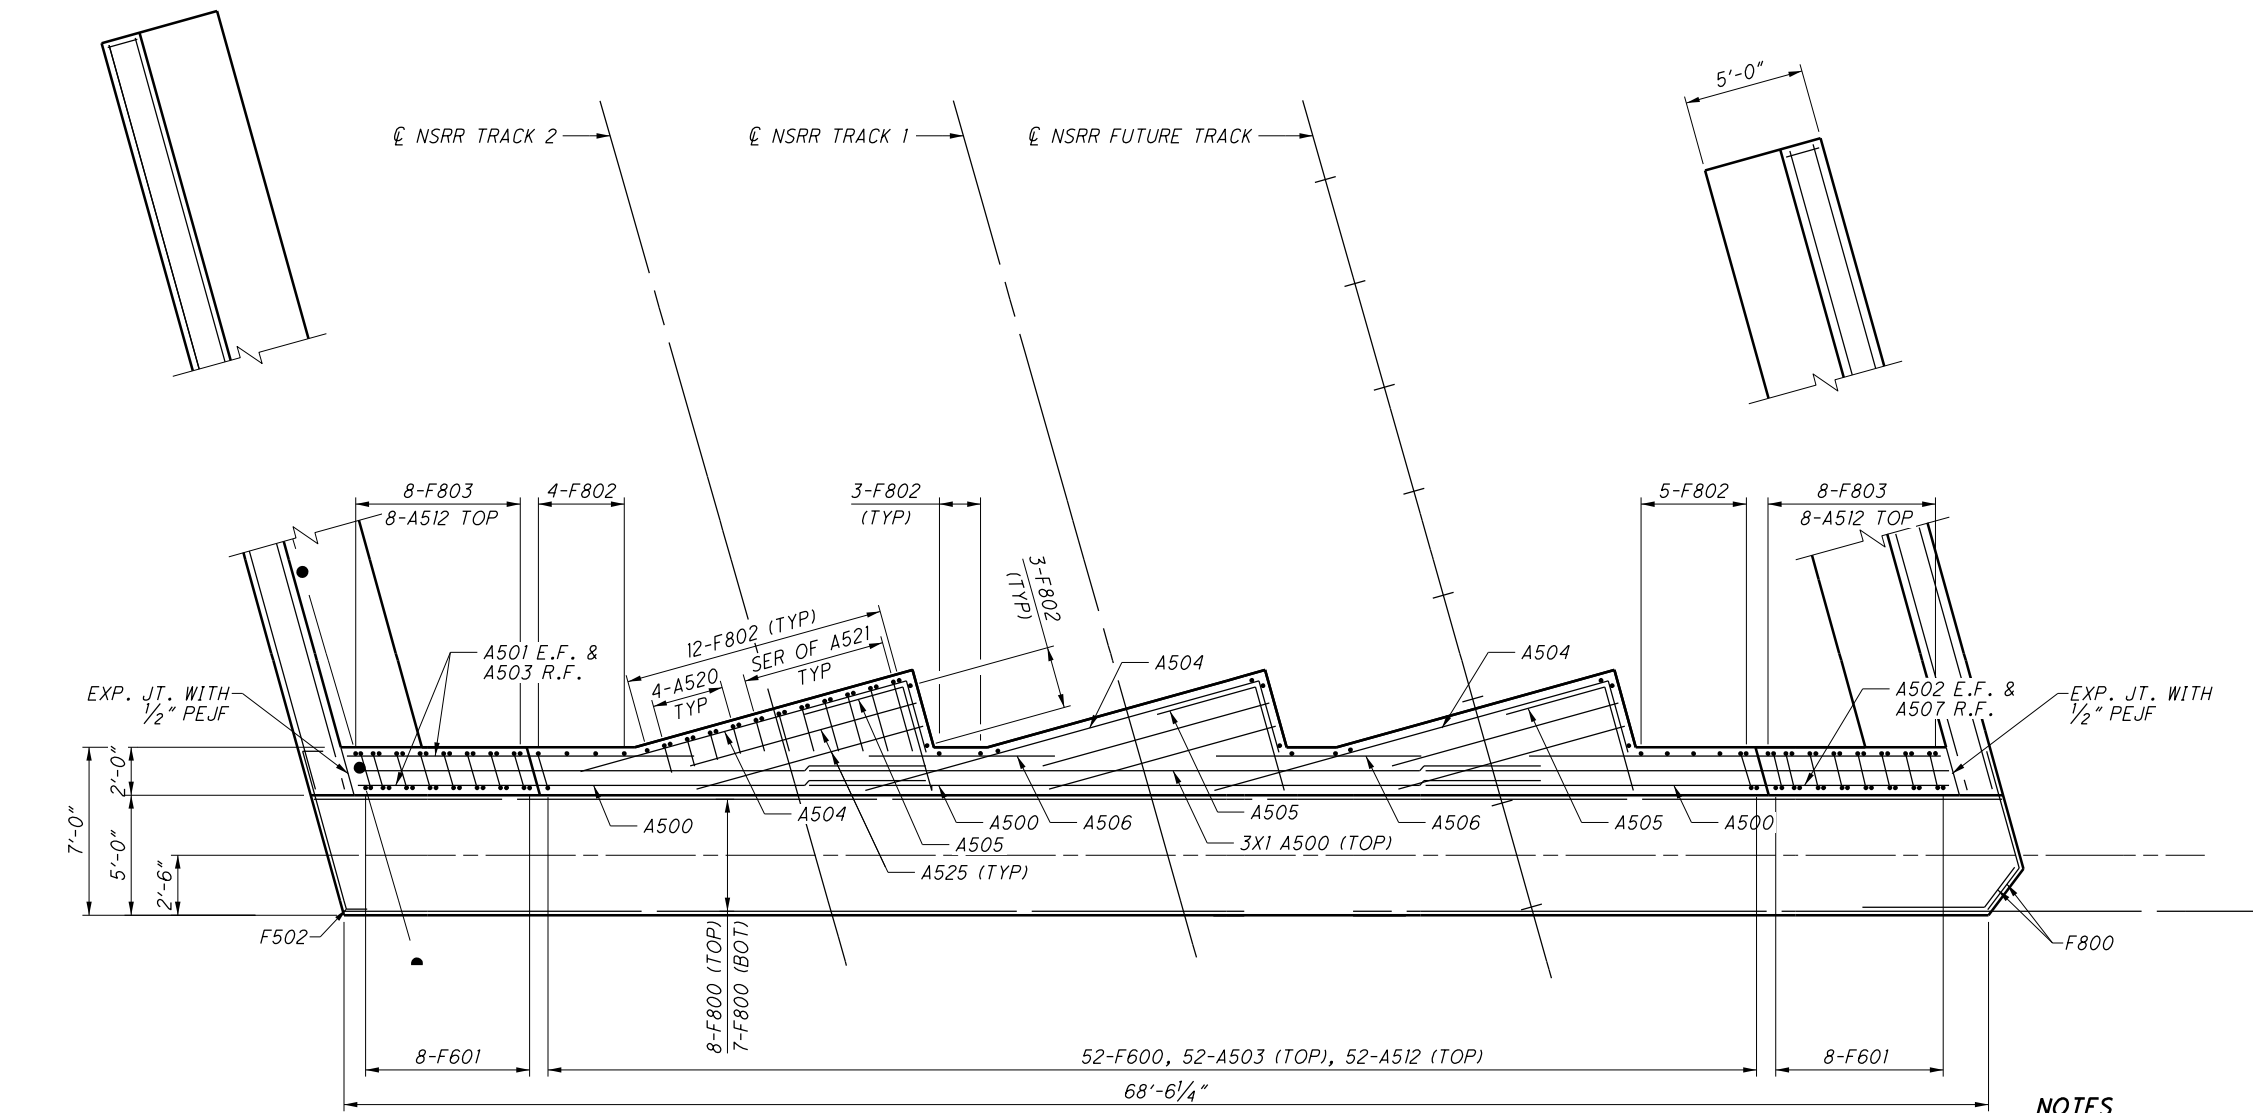 5'-0"
℄ NSRR TRACK 2
℄ NSRR TRACK 1
℄ NSRR FUTURE TRACK
8-F803
8-A512 TOP
4-F802
3-F802
(TYP)
5-F802
8-F803
8-A512 TOP
3-F802
(TYP)
12-F802 (TYP)
SER OF A521
TYP
4-A520
TYP
A501 E.F. &
A503 R.F.
EXP. JT. WITH
1/2" PEJF
A504
A504
A502 E.F. &
A507 R.F.
EXP. JT. WITH
1/2" PEJF
2'-0"
7'-0"
5'-0"
2'-6"
A500
A504
A505
A525 (TYP)
A500
A506
A505
3X1 A500 (TOP)
A506
A505
A500
F502
F800
8-F800 (TOP)
7-F800 (BOT)
8-F601
52-F600, 52-A503 (TOP), 52-A512 (TOP)
8-F601
68'-6 1/4"
NOTES